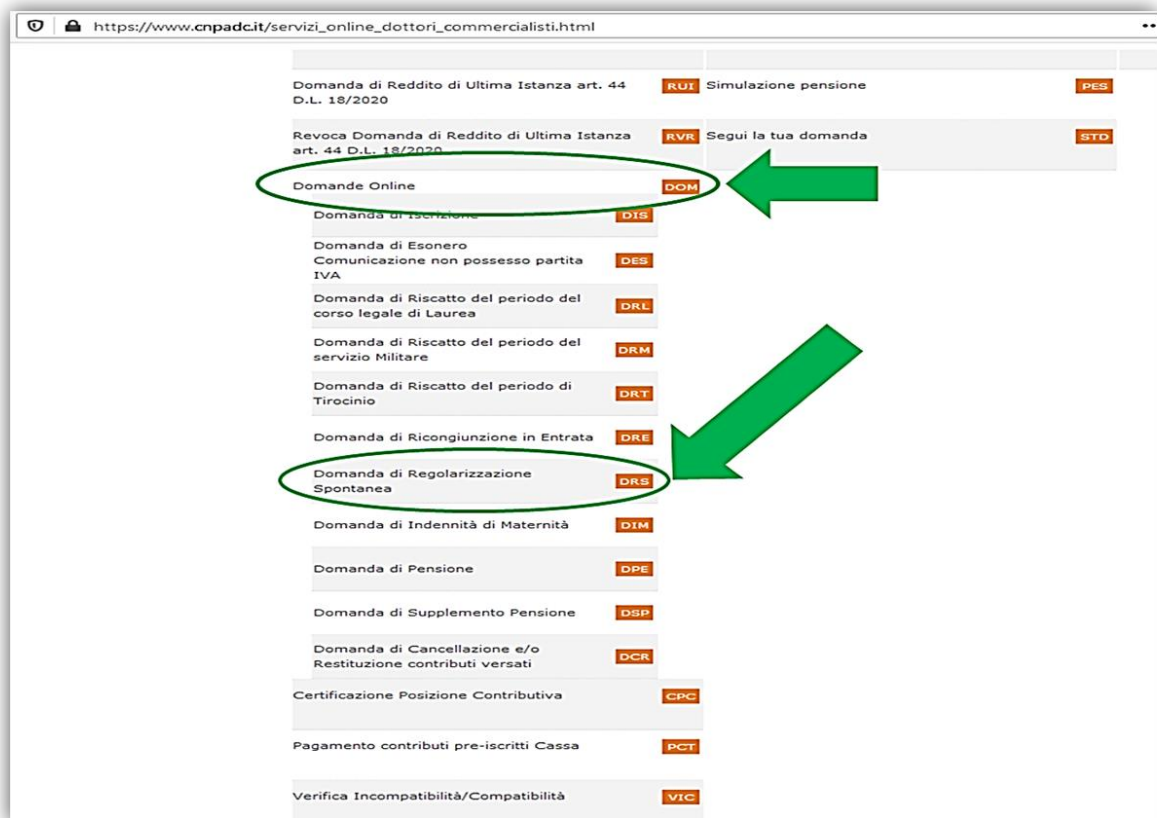 https://www.cnpadc.it/servizi_online_dottori_commercialisti.html
Domanda di Reddito di Ultima Istanza art. 44
D.L. 18/2020
RUI
Simulazione pensione
PES
Revoca Domanda di Reddito di Ultima Istanza
art. 44 D.L. 18/2020
RVR
Segui la tua domanda
STD
Domande Online
DOM
Domanda di Iscrizione
DIS
Domanda di Esonero
Comunicazione non possesso partita
IVA
DES
Domanda di Riscatto del periodo del
corso legale di Laurea
DRL
Domanda di Riscatto del periodo del
servizio Militare
DRM
Domanda di Riscatto del periodo di
Tirocinio
DRT
Domanda di Ricongiunzione in Entrata
DRE
Domanda di Regolarizzazione
Spontanea
DRS
Domanda di Indennità di Maternità
DIM
Domanda di Pensione
DPE
Domanda di Supplemento Pensione
DSP
Domanda di Cancellazione e/o
Restituzione contributi versati
DCR
Certificazione Posizione Contributiva
CPC
Pagamento contributi pre-iscritti Cassa
PCT
Verifica Incompatibilità/Compatibilità
VIC